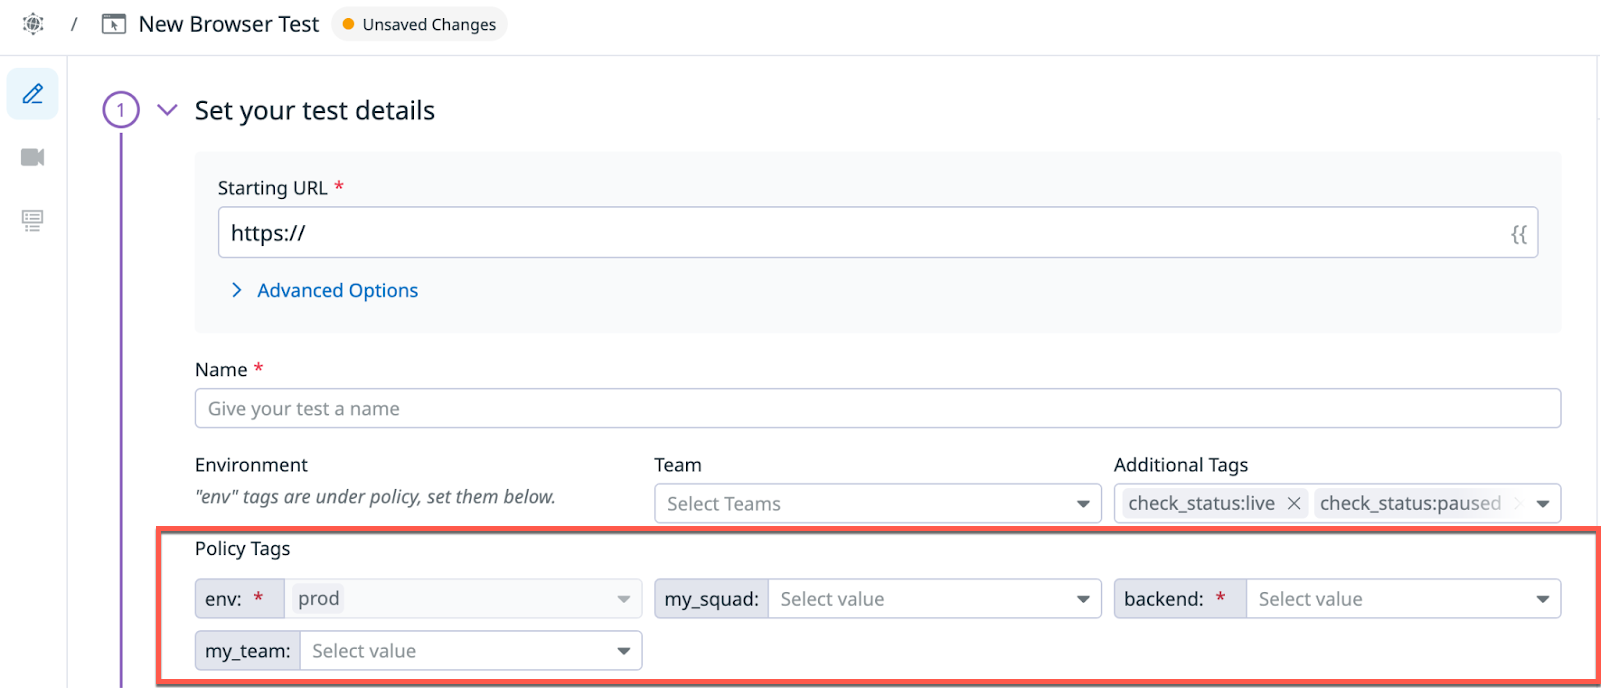 / New Browser Test Unsaved Changes
1 Set your test details
Starting URL *
https:// {{
Advanced Options
Name *
Give your test a name
Environment Team Additional Tags
"env" tags are under policy, set them below. Select Teams check_status:live check_status:paused
Policy Tags
env: * prod my_squad: Select value backend: * Select value
my_team: Select value